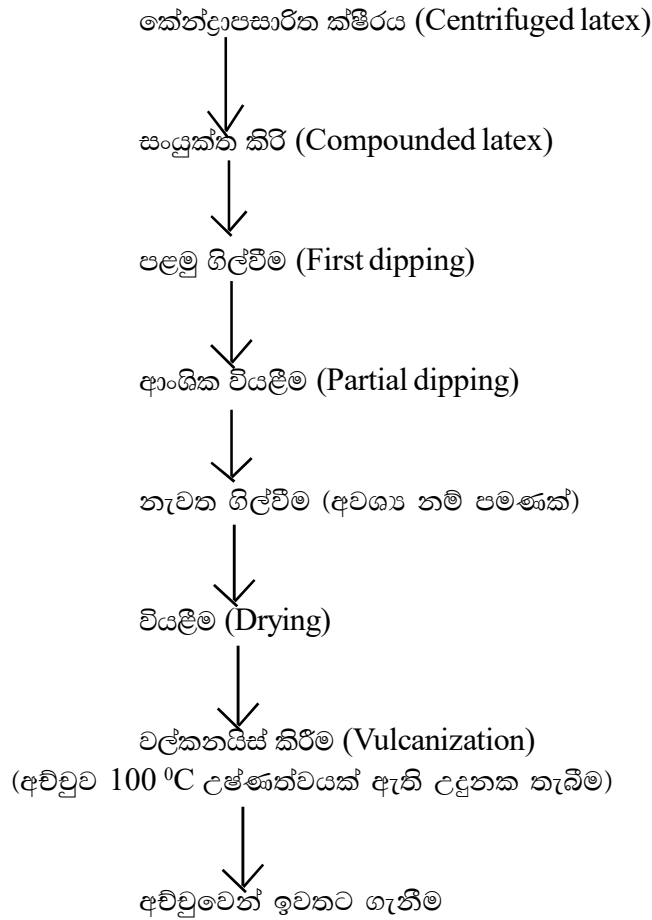 කේන්ද්‍රාපසාරිත ක්ෂීරය (Centrifuged latex)
සංයුක්ත කිරි (Compounded latex)
පළමු ගිල්වීම (First dipping)
ආංශික වියළීම (Partial dipping)
නැවත ගිල්වීම (අවශ්‍ය නම් පමණක්)
වියළීම (Drying)
වල්කනයිස් කිරීම (Vulcanization)
(අච්චුව 100 ⁰C උෂ්ණත්වයක් ඇති උදුනක තැබීම)
අච්චුවෙන් ඉවතට ගැනීම